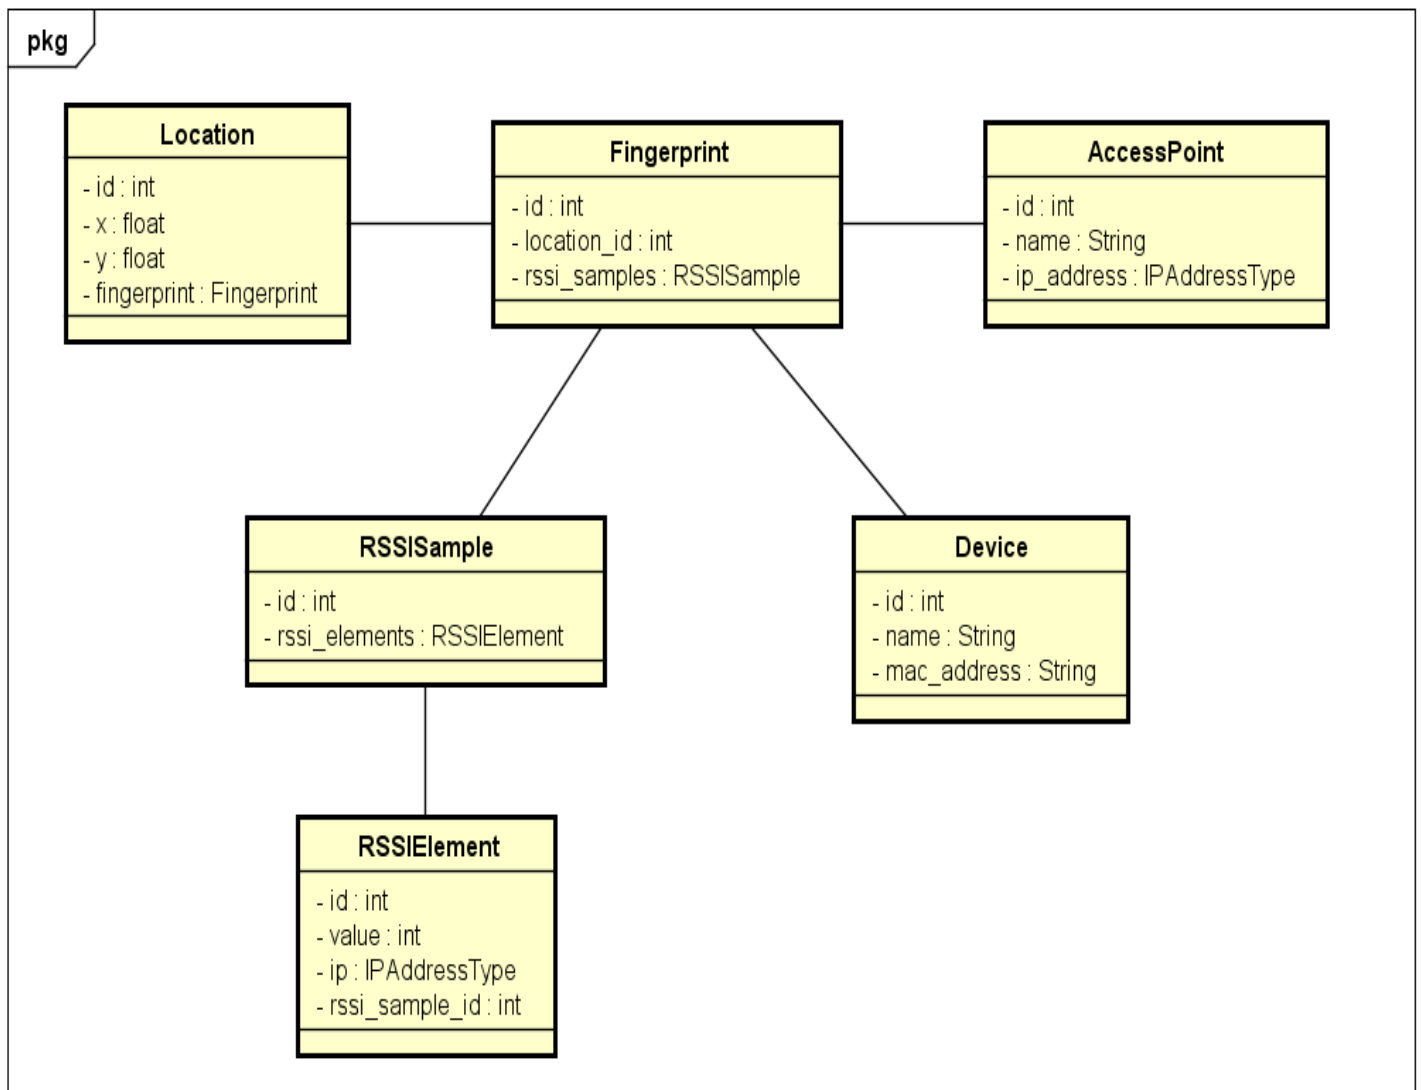 pkg
Location
- id : int
- x : float
- y : float
- fingerprint : Fingerprint
Fingerprint
- id : int
- location_id : int
- rssi_samples : RSSISample
AccessPoint
- id : int
- name : String
- ip_address : IPAddressType
RSSISample
- id : int
- rssi_elements : RSSIElement
Device
- id : int
- name : String
- mac_address : String
RSSIElement
- id : int
- value : int
- ip : IPAddressType
- rssi_sample_id : int